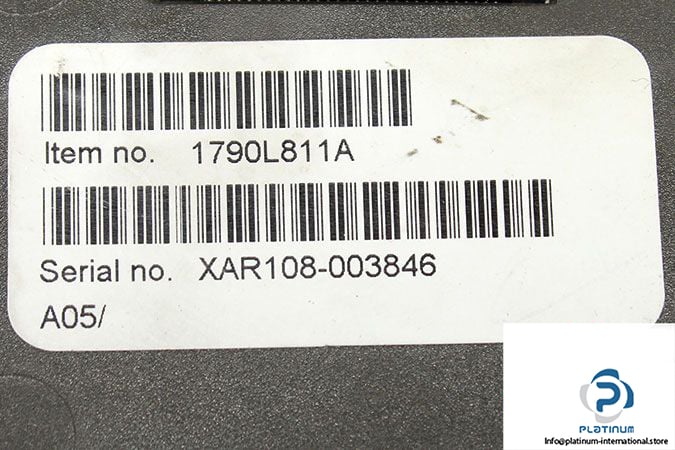 Item no. 1790L811A
Serial no. XAR108-003846
A05/
PLATINUM
Info@platinum-international.store